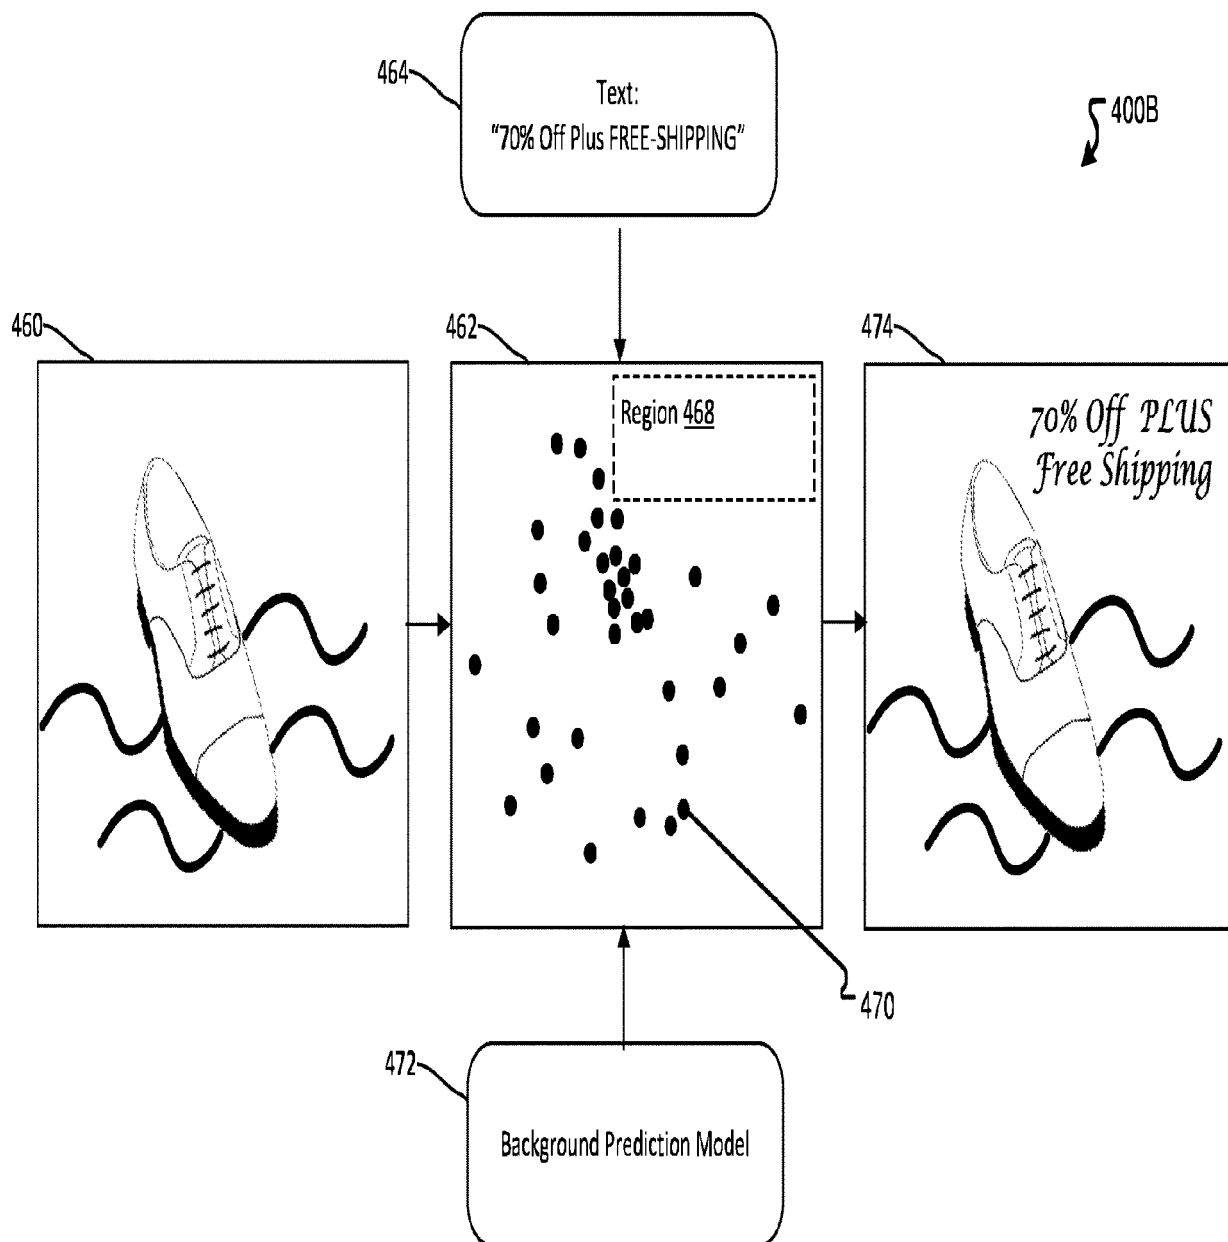 464
Text:
"70% Off Plus FREE-SHIPPING"
400B
460
462
474
Region 468
70% Off PLUS
Free Shipping
470
472
Background Prediction Model